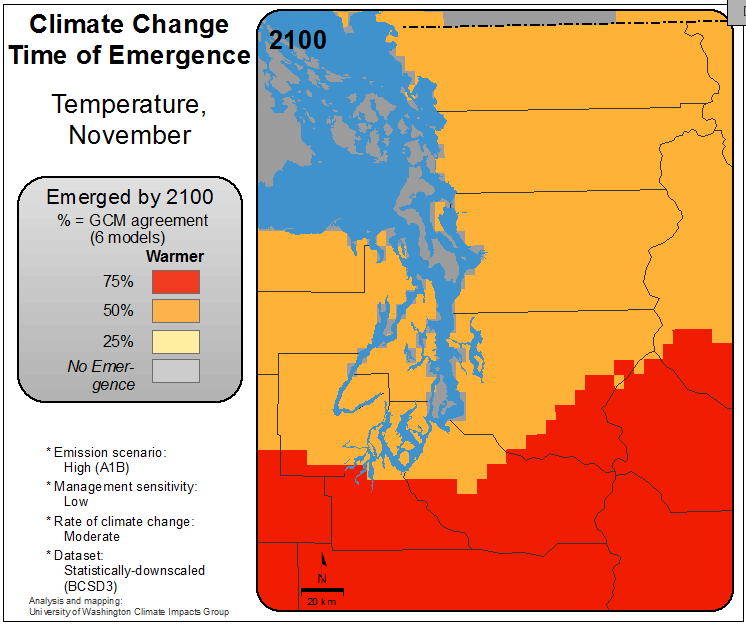 Climate Change
Time of Emergence
Temperature,
November
Emerged by 2100
% = GCM agreement
(6 models)
Warmer
75%
50%
25%
No Emer-
gence
* Emission scenario:
High (A1B)
* Management sensitivity:
Low
* Rate of climate change:
Moderate
* Dataset:
Statistically-downscaled
(BCSD3)
Analysis and mapping:
University of Washington Climate Impacts Group
2100
N
20 km